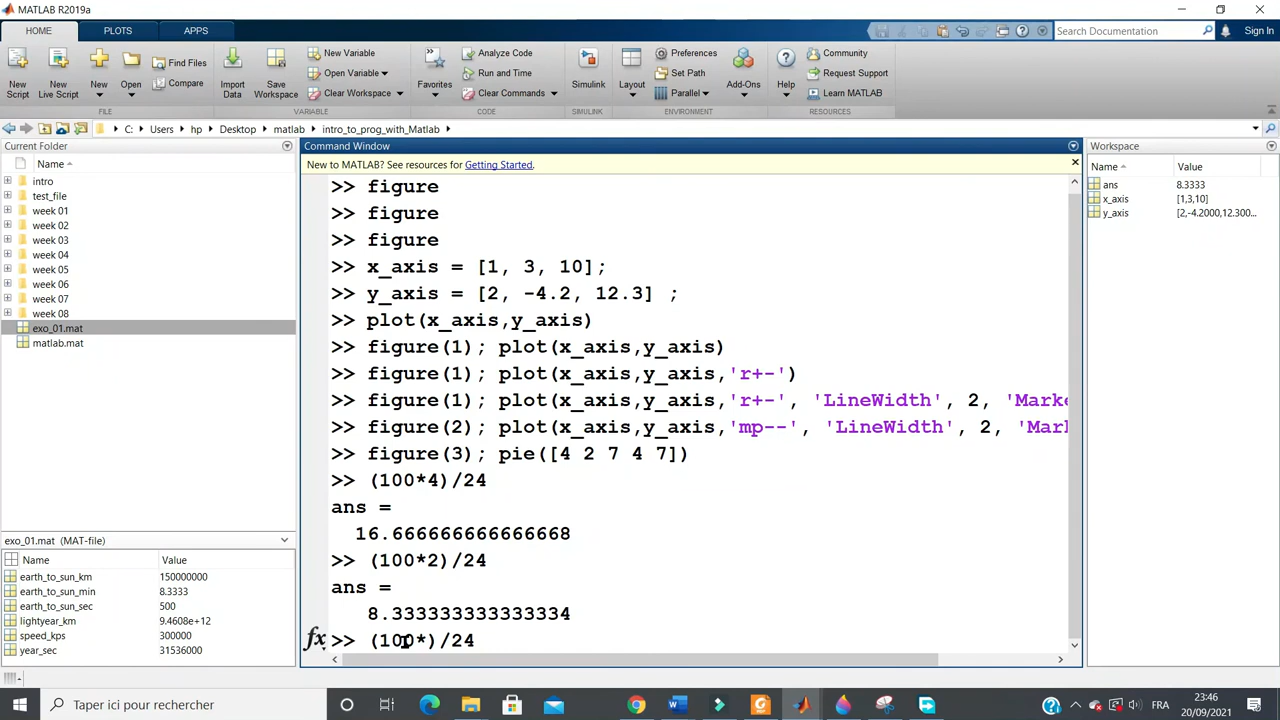 MATLAB R2019a
HOME PLOTS APPS
Search Documentation Sign In
New Script
New Live Script
New
Open
Find Files
Compare
Import Data
Save Workspace
New Variable
Open Variable
Clear Workspace
Favorites
Analyze Code
Run and Time
Clear Commands
Simulink
Layout
Preferences
Set Path
Parallel
Add-Ons
Help
Community
Request Support
Learn MATLAB
FILE VARIABLE CODE SIMULINK ENVIRONMENT RESOURCES
C: Users hp Desktop matlab intro_to_prog_with_Matlab
Current Folder
Name
intro
test_file
week 01
week 02
week 03
week 04
week 05
week 06
week 07
week 08
exo_01.mat
matlab.mat
exo_01.mat (MAT-file)
Name Value
earth_to_sun_km 150000000
earth_to_sun_min 8.3333
earth_to_sun_sec 500
lightyear_km 9.4608e+12
speed_kps 300000
year_sec 31536000
Command Window
New to MATLAB? See resources for Getting Started.
>> figure
>> figure
>> figure
>> x_axis = [1, 3, 10];
>> y_axis = [2, -4.2, 12.3] ;
>> plot(x_axis,y_axis)
>> figure(1); plot(x_axis,y_axis)
>> figure(1); plot(x_axis,y_axis,'r+-')
>> figure(1); plot(x_axis,y_axis,'r+-', 'LineWidth', 2, 'Marke
>> figure(2); plot(x_axis,y_axis,'mp--', 'LineWidth', 2, 'Mark
>> figure(3); pie([4 2 7 4 7])
>> (100*4)/24
ans =
16.666666666666668
>> (100*2)/24
ans =
8.333333333333334
fx >> (100*)/24
Workspace
Name Value
ans 8.3333
x_axis [1,3,10]
y_axis [2,-4.2000,12.300...
Taper ici pour rechercher
FRA
23:46
20/09/2021